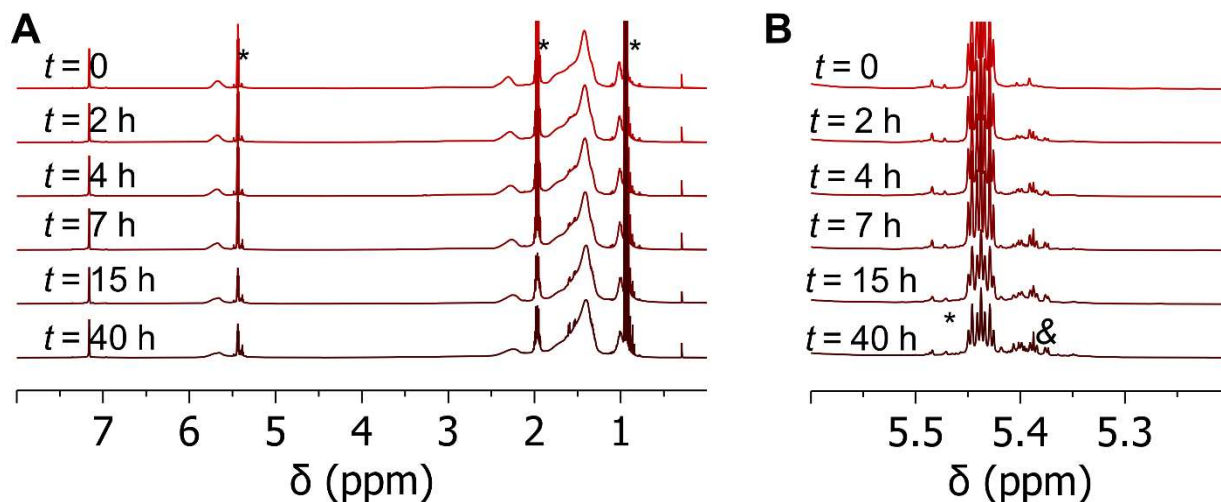 A
t = 0
* * *
t = 2 h
t = 4 h
t = 7 h
t = 15 h
t = 40 h
7 6 5 4 3 2 1
δ (ppm)
B
t = 0
t = 2 h
t = 4 h
t = 7 h
t = 15 h
* &
t = 40 h
5.5 5.4 5.3
δ (ppm)